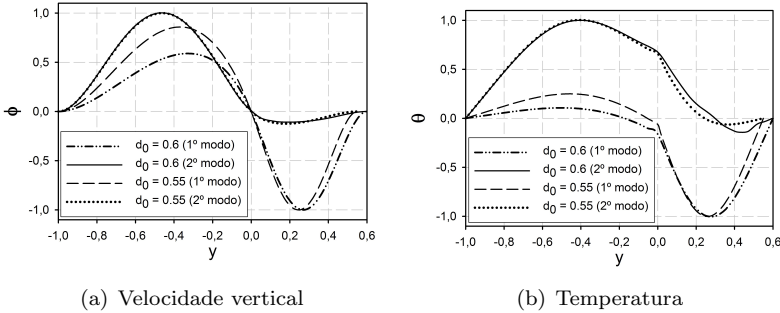 1,0
0,5
0,0
-0,5
-1,0
ϕ
-1,0 -0,8 -0,6 -0,4 -0,2 0,0 0,2 0,4 0,6
y
d0 = 0.6 (1º modo)
d0 = 0.6 (2º modo)
d0 = 0.55 (1º modo)
d0 = 0.55 (2º modo)
(a) Velocidade vertical
1,0
0,5
0,0
-0,5
-1,0
θ
-1,0 -0,8 -0,6 -0,4 -0,2 0,0 0,2 0,4 0,6
y
d0 = 0.6 (1º modo)
d0 = 0.6 (2º modo)
d0 = 0.55 (1º modo)
d0 = 0.55 (2º modo)
(b) Temperatura